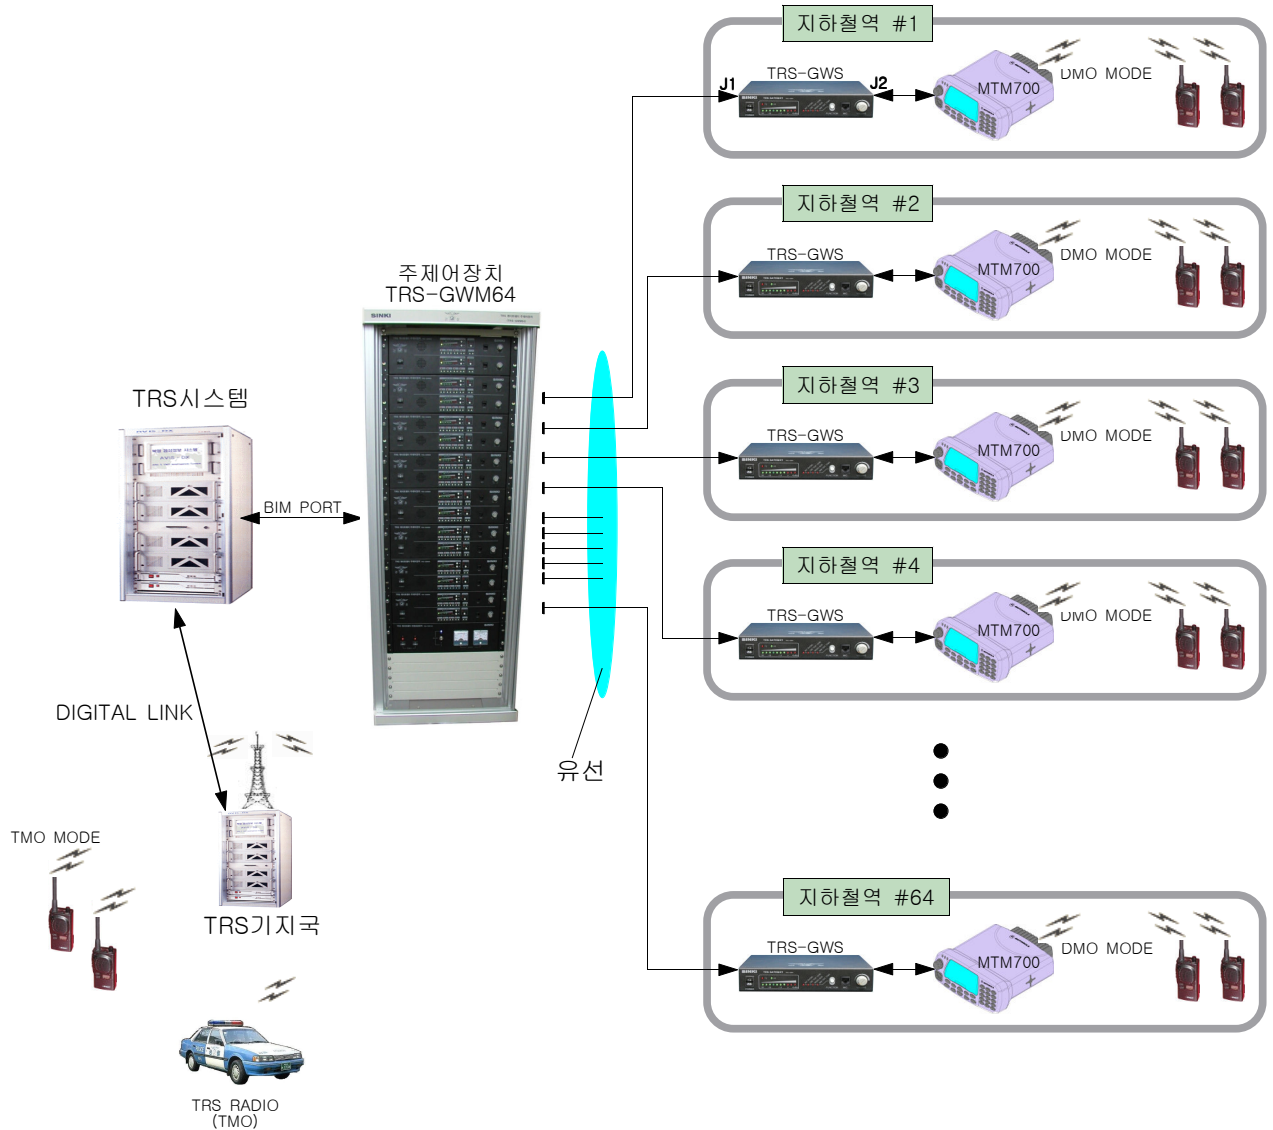 지하철역 #1
TRS-GWS
J1
J2
MTM700
DMO MODE
지하철역 #2
TRS-GWS
MTM700
DMO MODE
주제어장치
TRS-GWM64
SINKI
지하철역 #3
TRS-GWS
MTM700
DMO MODE
TRS시스템
BIM PORT
지하철역 #4
TRS-GWS
MTM700
DMO MODE
DIGITAL LINK
유선
TMO MODE
TRS기지국
지하철역 #64
TRS-GWS
MTM700
DMO MODE
TRS RADIO
(TMO)